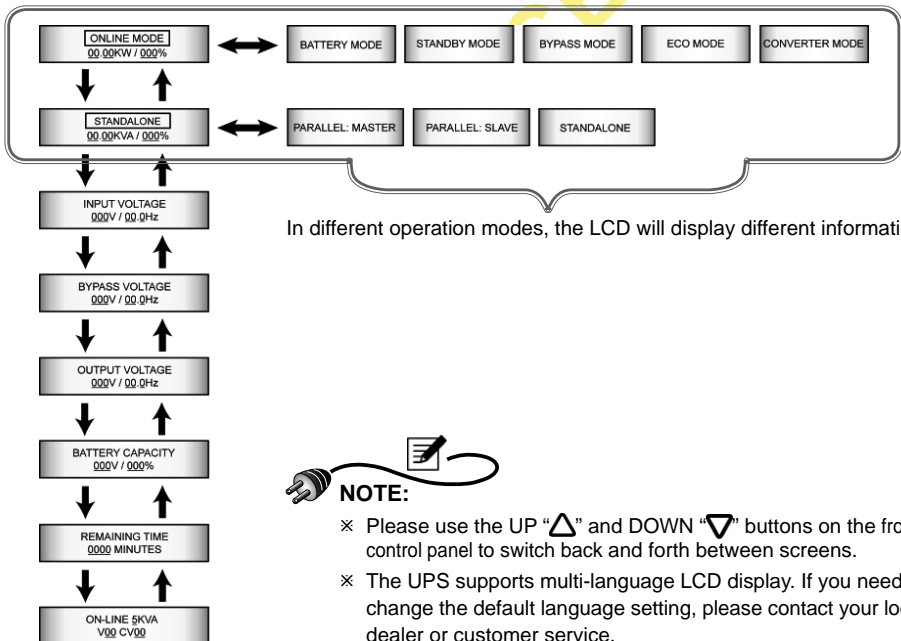 ONLINE MODE
00.00KW / 000%
BATTERY MODE
STANDBY MODE
BYPASS MODE
ECO MODE
CONVERTER MODE
STANDALONE
00.00KVA / 000%
PARALLEL: MASTER
PARALLEL: SLAVE
STANDALONE
INPUT VOLTAGE
000V / 00.0Hz
In different operation modes, the LCD will display different informati
BYPASS VOLTAGE
000V / 00.0Hz
OUTPUT VOLTAGE
000V / 00.0Hz
BATTERY CAPACITY
000V / 000%
REMAINING TIME
0000 MINUTES
ON-LINE 5KVA
V00 CV00
NOTE:
※ Please use the UP “△” and DOWN “▽” buttons on the fro
control panel to switch back and forth between screens.
※ The UPS supports multi-language LCD display. If you need
change the default language setting, please contact your lo
dealer or customer service.